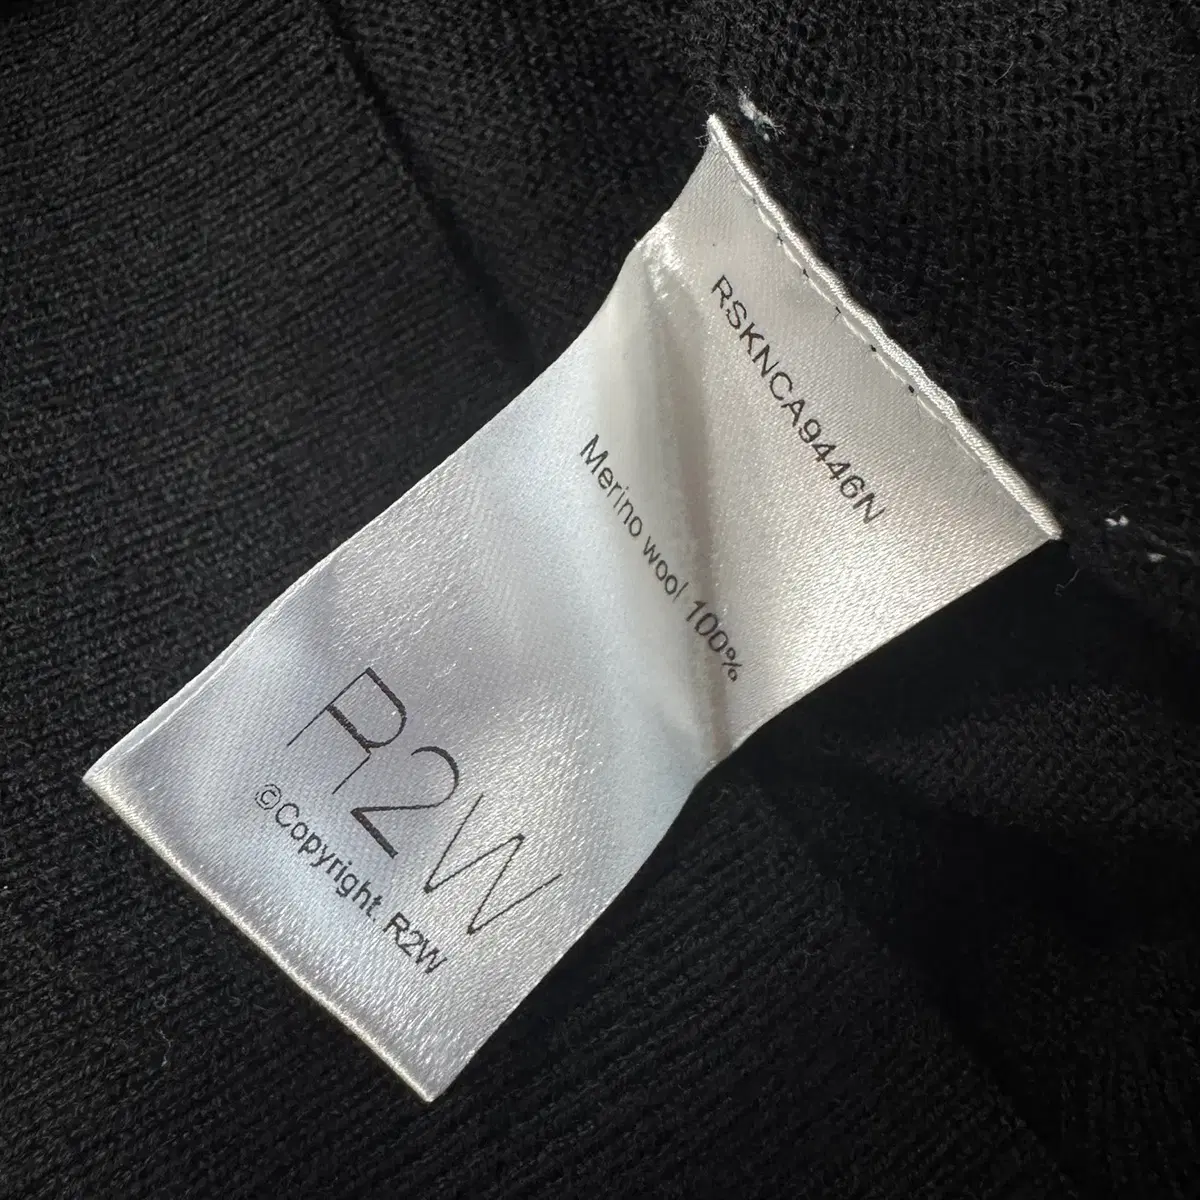 RSKNCA9446N
Merino wool 100%
R2W
©Copyright. R2W